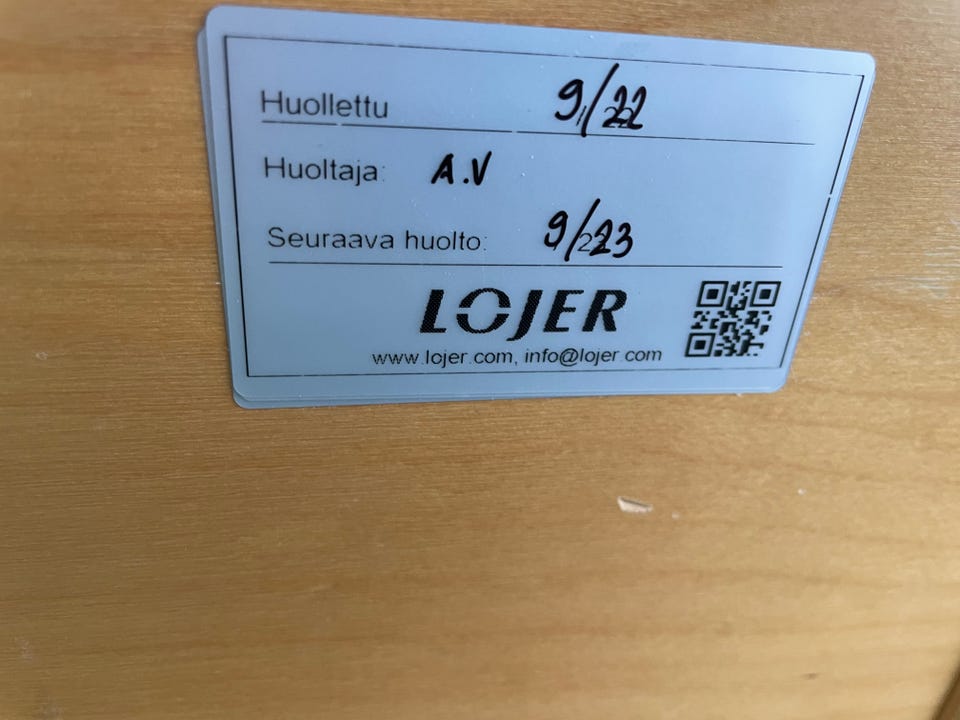 Huollettu 9/22
Huoltaja: A.V
Seuraava huolto: 9/23
LOJER
www.lojer.com, info@lojer.com